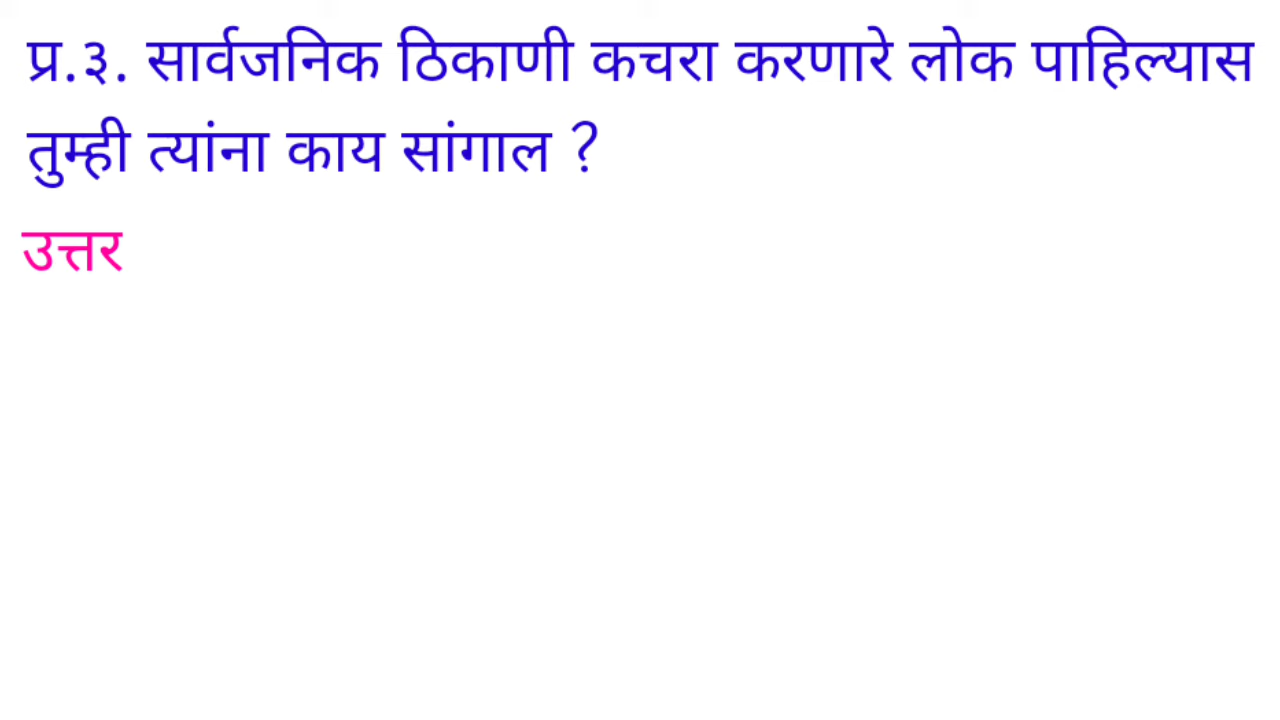 प्र.३. सार्वजनिक ठिकाणी कचरा करणारे लोक पाहिल्यास
तुम्ही त्यांना काय सांगाल ?
उत्तर